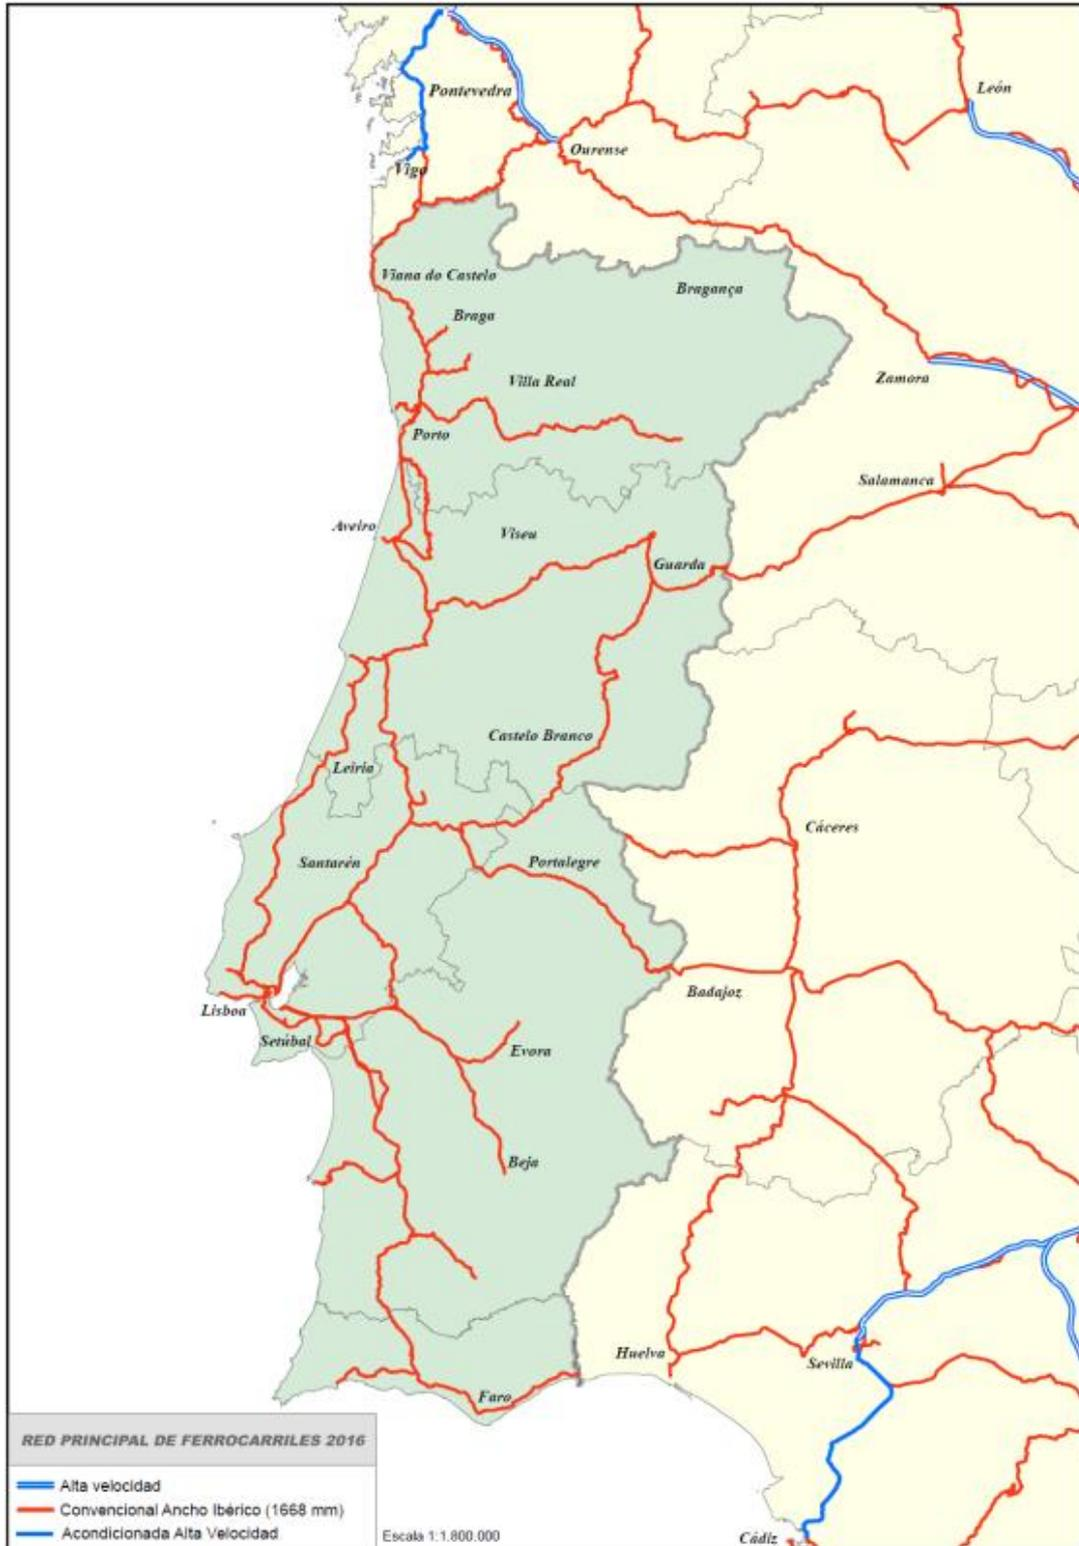 León
Pontevedra
Ourense
Vigo
Viana do Castelo
Bragança
Braga
Villa Real
Zamora
Porto
Salamanca
Aveiro
Viseu
Guarda
Castelo Branco
Leiria
Cáceres
Santarén
Portalegre
Badajoz
Lisboa
Setúbal
Evora
Beja
Huelva
Sevilla
Faro
RED PRINCIPAL DE FERROCARRILES 2016
Alta velocidad
Convencional Ancho Ibérico (1668 mm)
Acondicionada Alta Velocidad
Escala 1:1.800.000
Cádiz